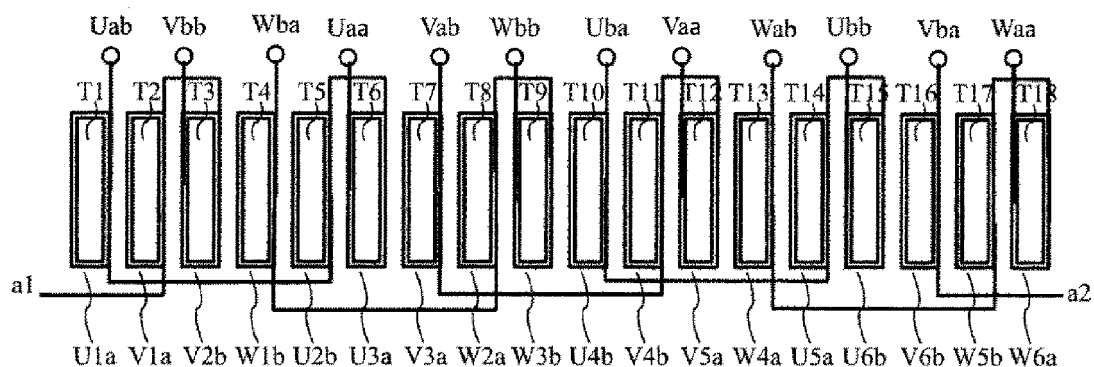 Uab Vbb Wba Uaa Vab Wbb Uba Vaa Wab Ubb Vba Waa
T1 T2 T3 T4 T5 T6 T7 T8 T9 T10 T11 T12 T13 T14 T15 T16 T17 T18
a1 a2
U1a V1a V2b W1b U2b U3a V3a W2a W3b U4b V4b V5a W4a U5a U6b V6b W5b W6a